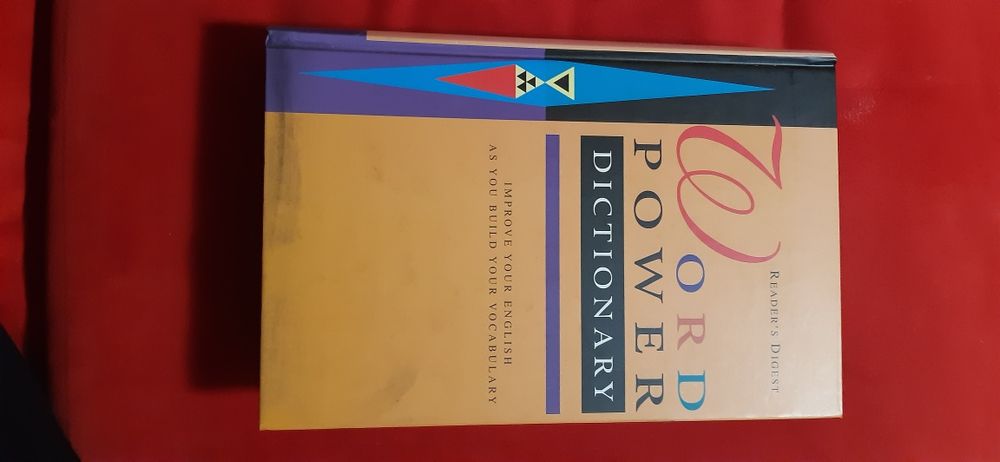 READER'S DIGEST
WORD
POWER
DICTIONARY
IMPROVE YOUR ENGLISH
AS YOU BUILD YOUR VOCABULARY